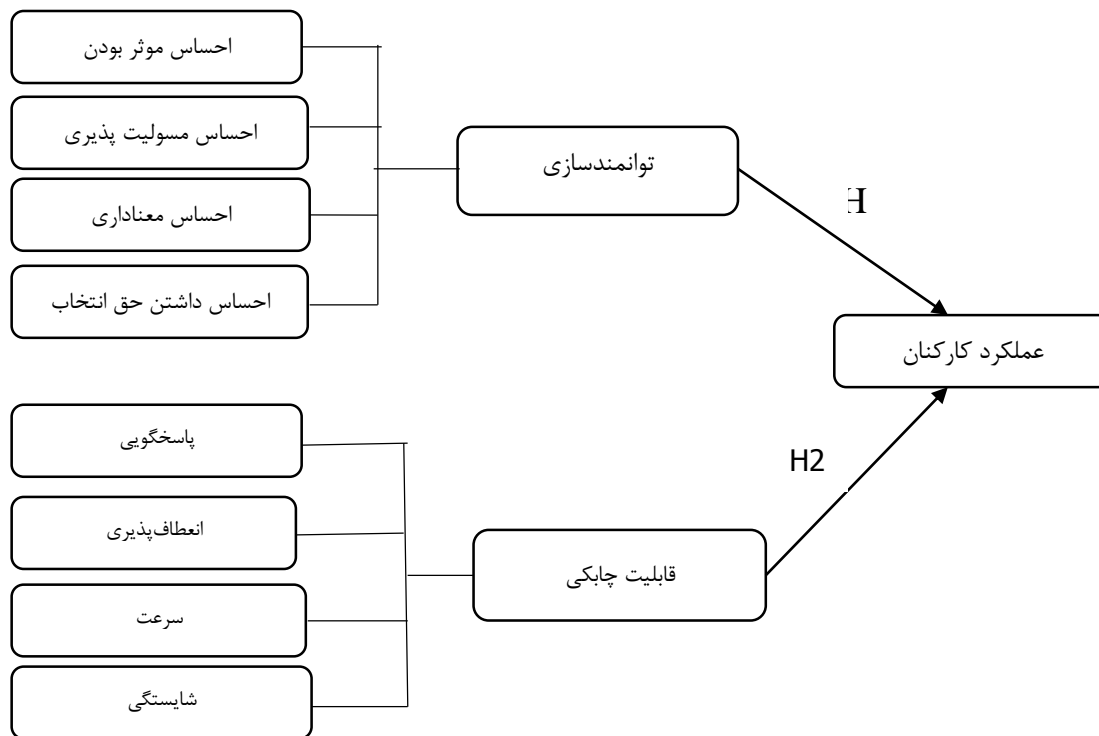 احساس موثر بودن
احساس مسولیت پذیری
احساس معناداری
احساس داشتن حق انتخاب
توانمندسازی
H
عملکرد کارکنان
پاسخگویی
انعطاف‌پذیری
سرعت
شایستگی
قابلیت چابکی
H2